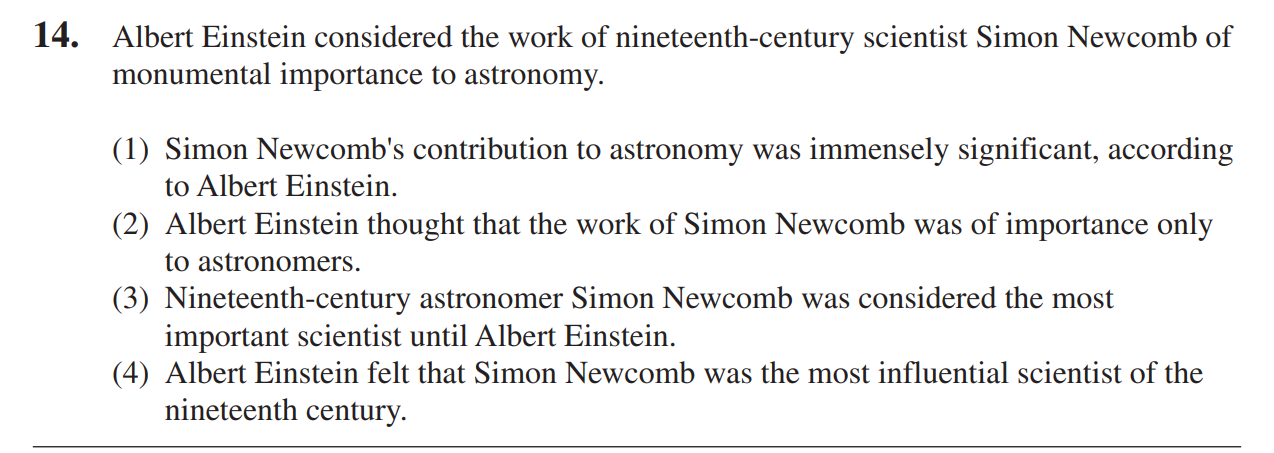 14. Albert Einstein considered the work of nineteenth-century scientist Simon Newcomb of
monumental importance to astronomy.
(1) Simon Newcomb's contribution to astronomy was immensely significant, according
to Albert Einstein.
(2) Albert Einstein thought that the work of Simon Newcomb was of importance only
to astronomers.
(3) Nineteenth-century astronomer Simon Newcomb was considered the most
important scientist until Albert Einstein.
(4) Albert Einstein felt that Simon Newcomb was the most influential scientist of the
nineteenth century.